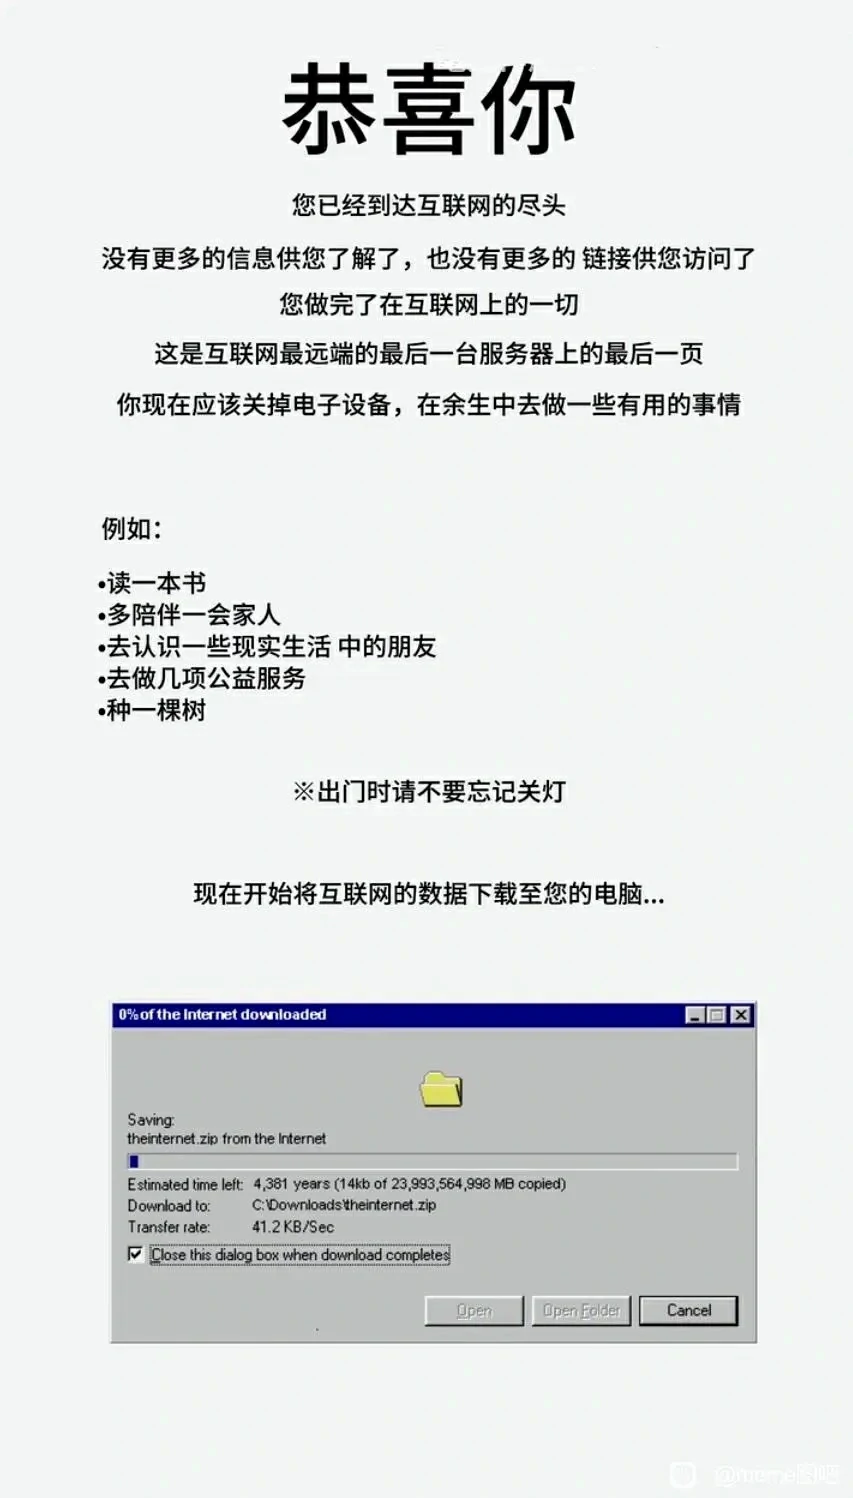 恭喜你
您已经到达互联网的尽头
没有更多的信息供您了解了，也没有更多的 链接供您访问了
您做完了在互联网上的一切
这是互联网最远端的最后一台服务器上的最后一页
你现在应该关掉电子设备，在余生中去做一些有用的事情
例如：
•读一本书
•多陪伴一会家人
•去认识一些现实生活 中的朋友
•去做几项公益服务
•种一棵树
※出门时请不要忘记关灯
现在开始将互联网的数据下载至您的电脑...
0% of the Internet downloaded
Saving:
theinternet.zip from the Internet
Estimated time left: 4,381 years (14kb of 23,993,564,998 MB copied)
Download to: C:\Downloads\theinternet.zip
Transfer rate: 41.2 KB/Sec
Close this dialog box when download completes
Open Open Folder Cancel
@meme图吧